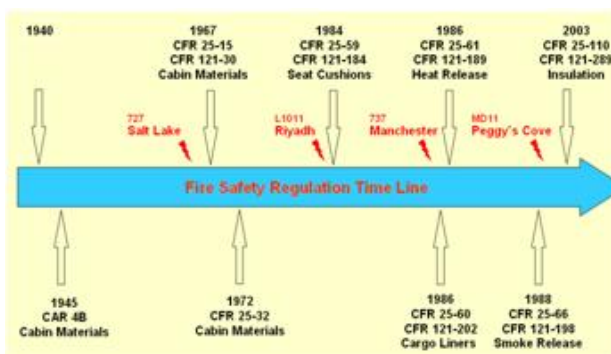 1940
1967
CFR 25-15
CFR 121-30
Cabin Materials
1984
CFR 25-59
CFR 121-184
Seat Cushions
1986
CFR 25-61
CFR 121-189
Heat Release
2003
CFR 25-110
CFR 121-289
Insulation
727
Salt Lake
L1011
Riyadh
737
Manchester
MD11
Peggy's Cove
Fire Safety Regulation Time Line
1945
CAR 4B
Cabin Materials
1972
CFR 25-32
Cabin Materials
1986
CFR 25-60
CFR 121-202
Cargo Liners
1988
CFR 25-66
CFR 121-198
Smoke Release